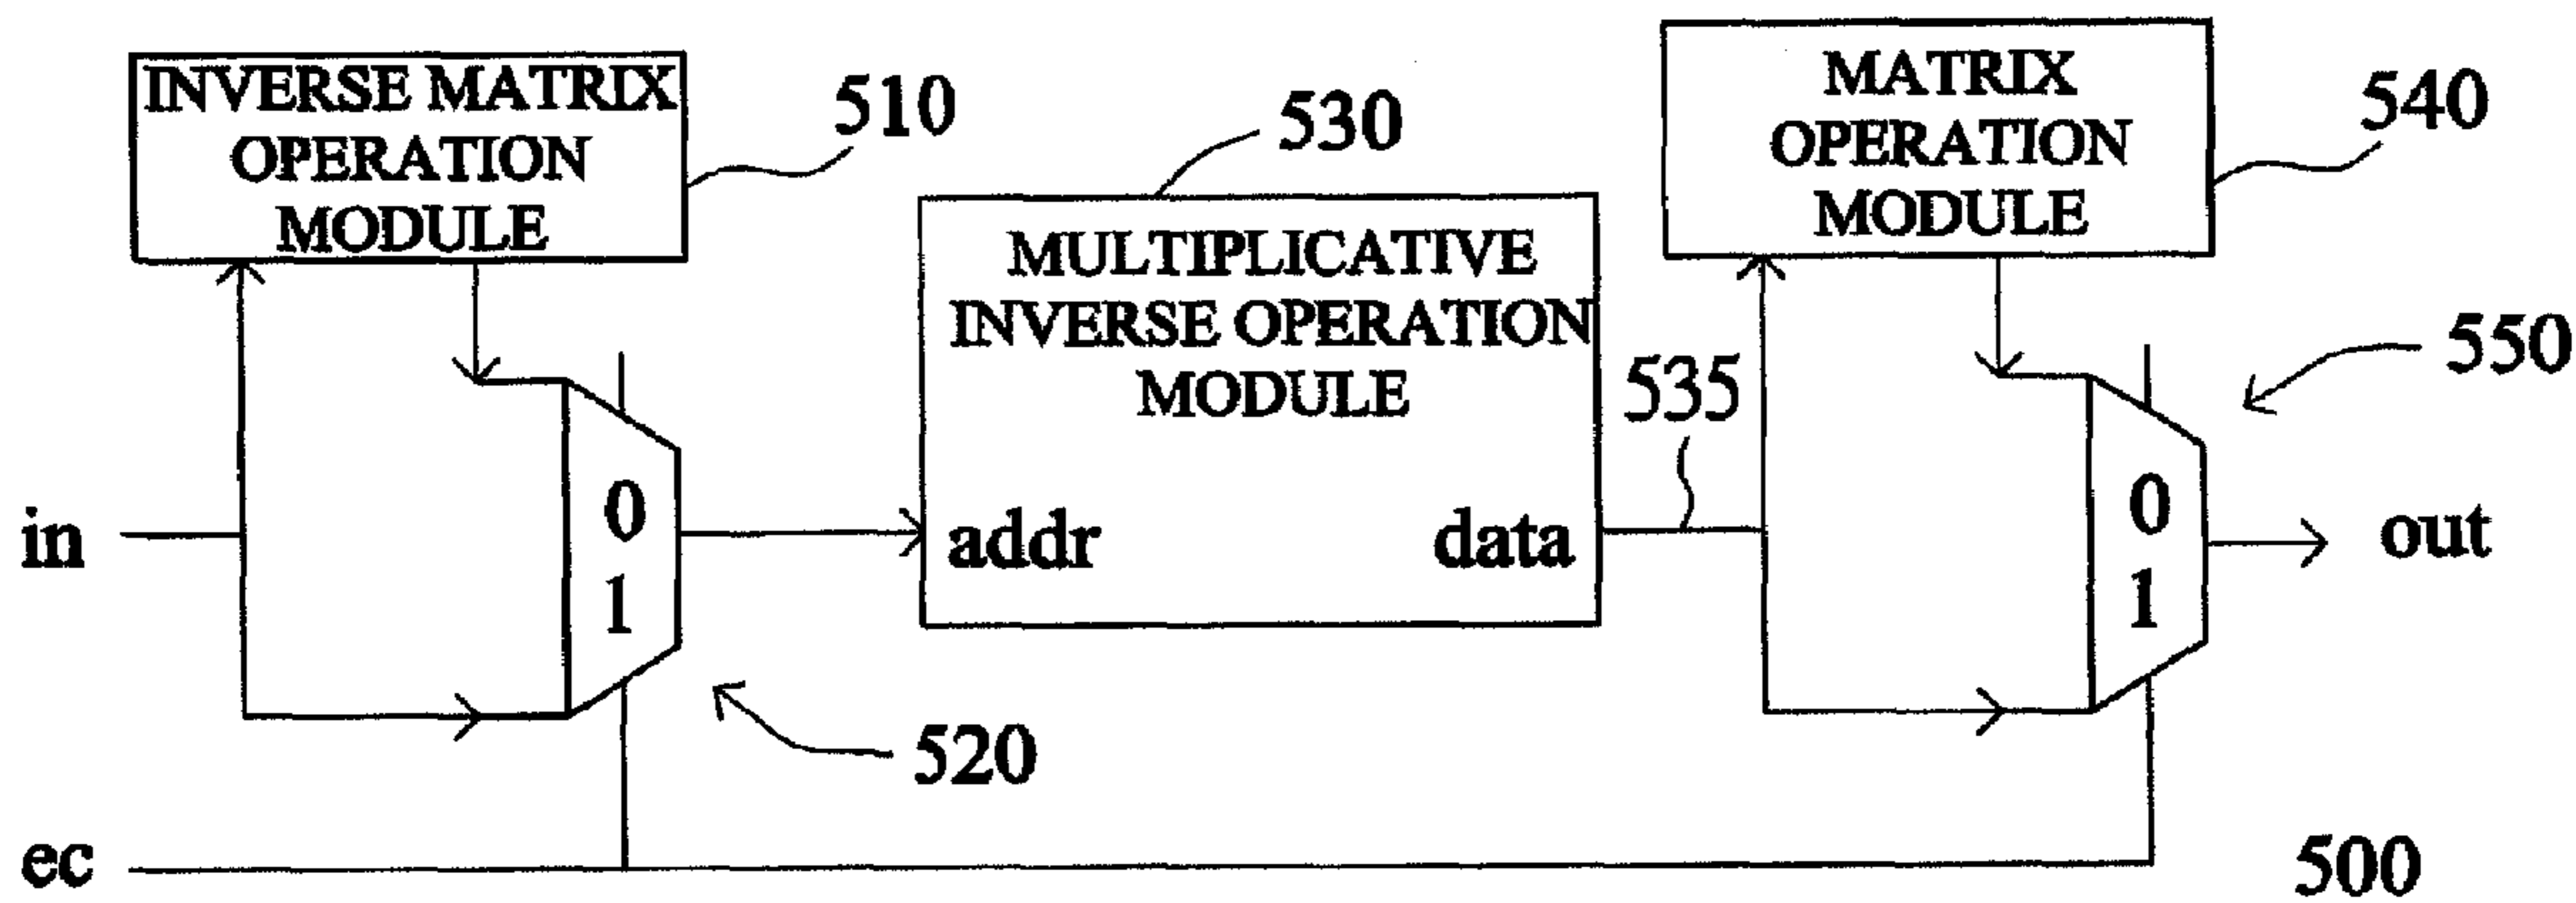 INVERSE MATRIX
OPERATION
MODULE
510
530
MATRIX
OPERATION
MODULE
540
MULTIPLICATIVE
INVERSE OPERATION
MODULE
535
550
in
0
1
addr
data
0
1
out
520
ec
500